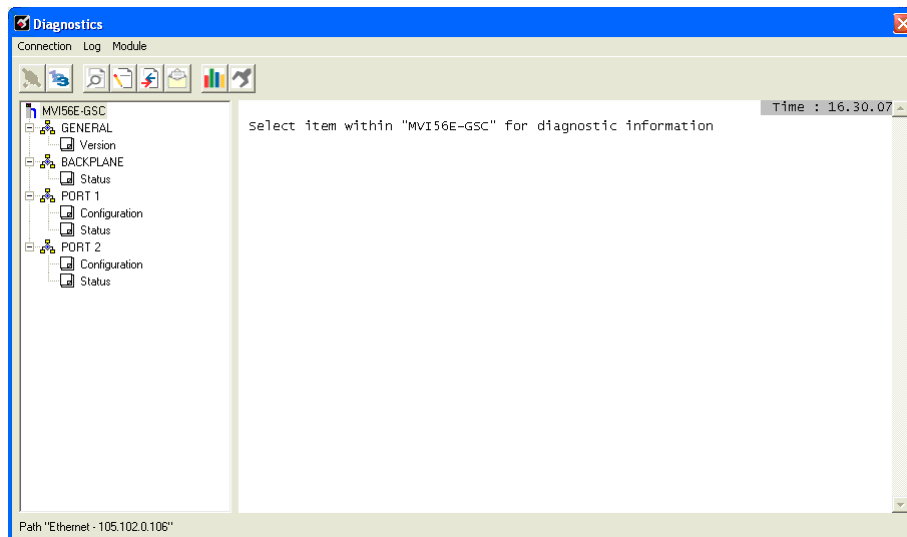 Diagnostics
Connection Log Module
MVI56E-GSC
GENERAL
Version
BACKPLANE
Status
PORT 1
Configuration
Status
PORT 2
Configuration
Status
Time : 16.30.07
Select item within "MVI56E-GSC" for diagnostic information
Path "Ethernet - 105.102.0.106"